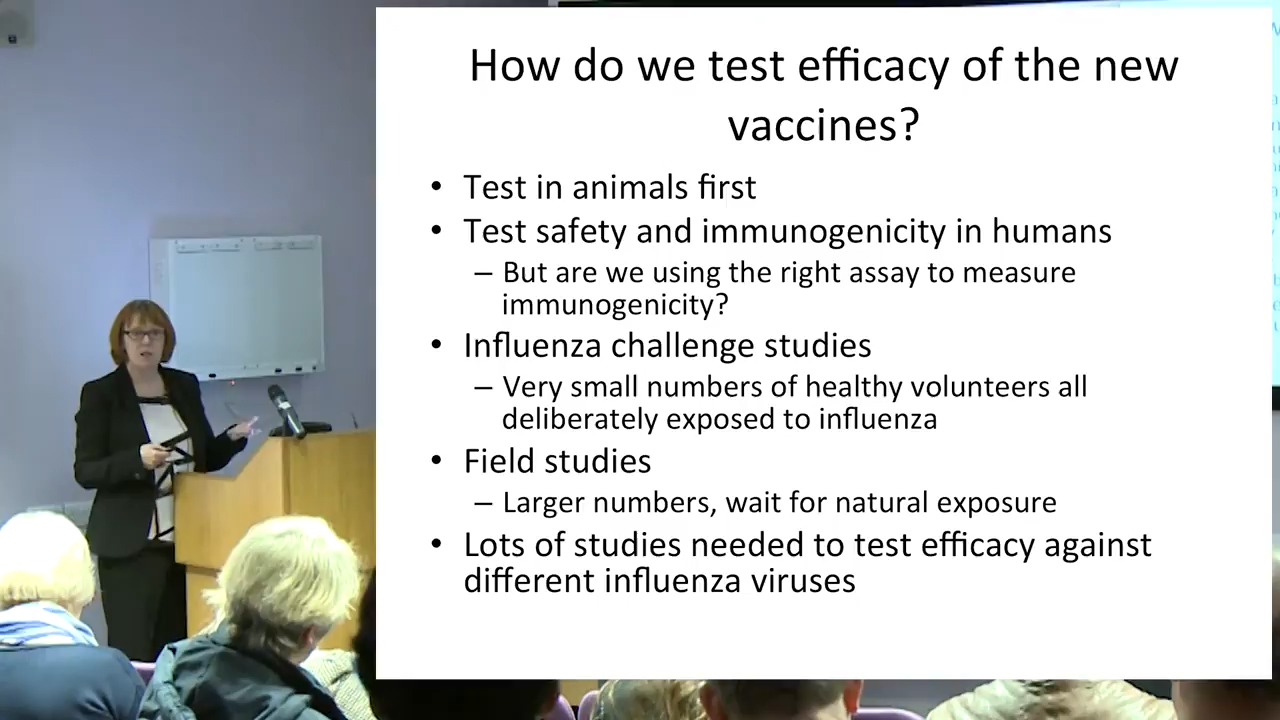 How do we test efficacy of the new
vaccines?
• Test in animals first
• Test safety and immunogenicity in humans
– But are we using the right assay to measure
immunogenicity?
• Influenza challenge studies
– Very small numbers of healthy volunteers all
deliberately exposed to influenza
• Field studies
– Larger numbers, wait for natural exposure
• Lots of studies needed to test efficacy against
different influenza viruses